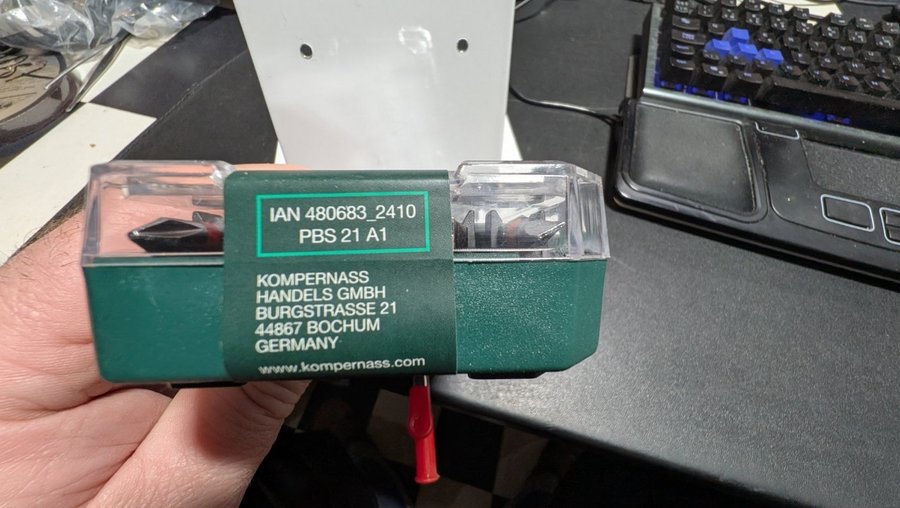 IAN 480683_2410
PBS 21 A1
KOMPERNASS
HANDELS GMBH
BURGSTRASSE 21
44867 BOCHUM
GERMANY
www.kompernass.com